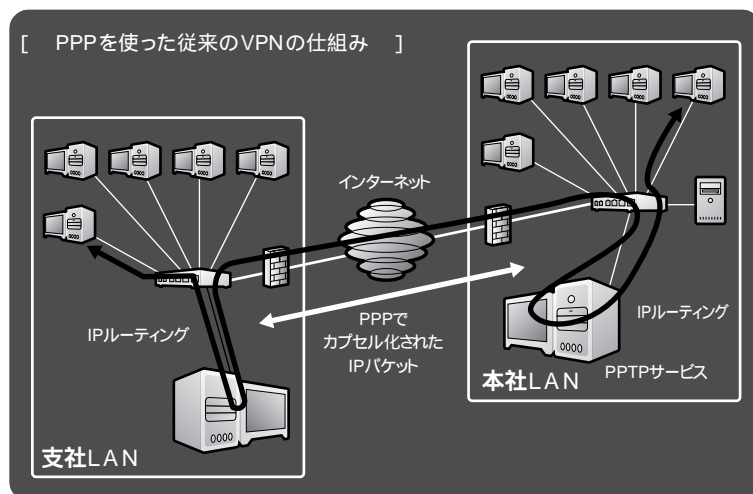 [ PPPを使った従来のVPNの仕組み ]
インターネット
IPルーティング
PPPで
カプセル化された
IPパケット
IPルーティング
PPTPサービス
本社LAN
支社LAN